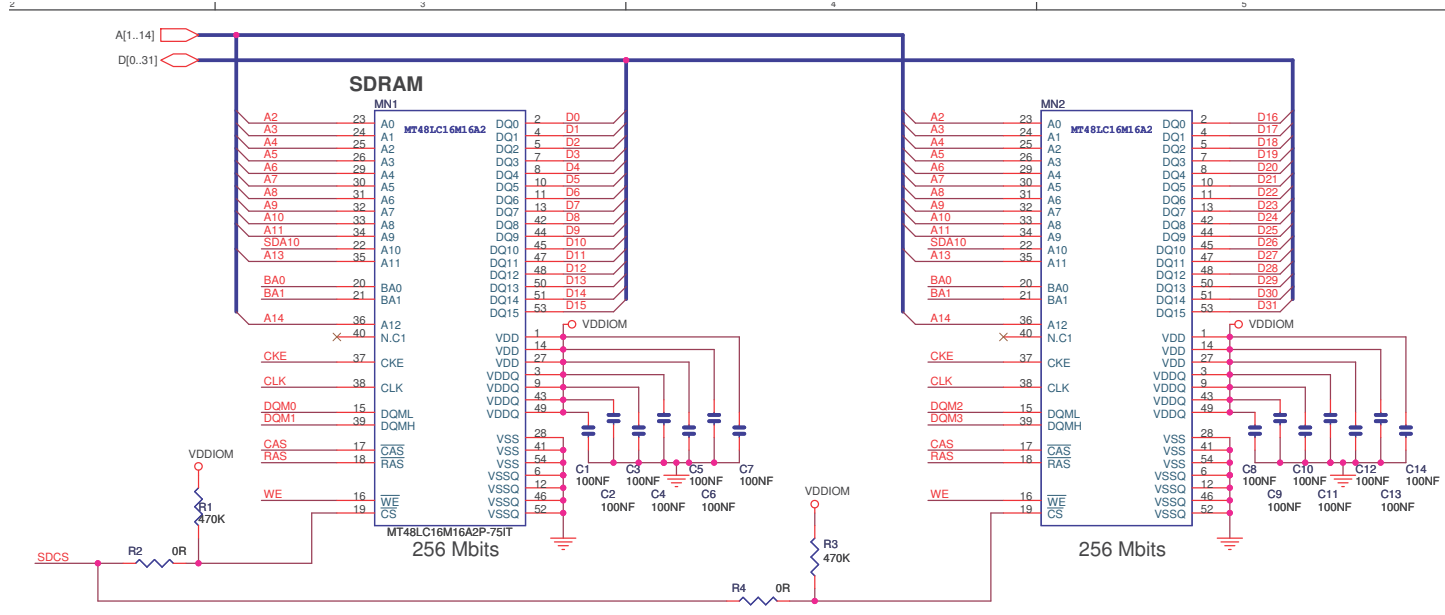 2 3 4 5
A[1..14]
D[0..31]
SDRAM
MN1
MT48LC16M16A2
A2 23 A0 DQ0 2 D0
A3 24 A1 DQ1 4 D1
A4 25 A2 DQ2 5 D2
A5 26 A3 DQ3 7 D3
A6 29 A4 DQ4 8 D4
A7 30 A5 DQ5 10 D5
A8 31 A6 DQ6 11 D6
A9 32 A7 DQ7 13 D7
A10 33 A8 DQ8 42 D8
A11 34 A9 DQ9 44 D9
SDA10 22 A10 DQ10 45 D10
A13 35 A11 DQ11 47 D11
DQ12 48 D12
BA0 20 BA0 DQ13 50 D13
BA1 21 BA1 DQ14 51 D14
DQ15 53 D15
A14 36 A12 VDDIOM
40 N.C1 VDD 1
VDD 14
CKE 37 CKE VDD 27
VDDQ 3
CLK 38 CLK VDDQ 9
VDDQ 43
DQM0 15 DQML VDDQ 49
DQM1 39 DQMH
VSS 28
CAS 17 CAS VSS 41
RAS 18 RAS VSS 54
VSSQ 6
VSSQ 12
WE 16 WE VSSQ 46
19 CS VSSQ 52
C1 C3 C5 C7
100NF 100NF 100NF 100NF
C2 C4 C6
100NF 100NF 100NF
MT48LC16M16A2P-75IT
256 Mbits
VDDIOM
R1
470K
R2 0R
SDCS
MN2
MT48LC16M16A2
A2 23 A0 DQ0 2 D16
A3 24 A1 DQ1 4 D17
A4 25 A2 DQ2 5 D18
A5 26 A3 DQ3 7 D19
A6 29 A4 DQ4 8 D20
A7 30 A5 DQ5 10 D21
A8 31 A6 DQ6 11 D22
A9 32 A7 DQ7 13 D23
A10 33 A8 DQ8 42 D24
A11 34 A9 DQ9 44 D25
SDA10 22 A10 DQ10 45 D26
A13 35 A11 DQ11 47 D27
DQ12 48 D28
BA0 20 BA0 DQ13 50 D29
BA1 21 BA1 DQ14 51 D30
DQ15 53 D31
A14 36 A12 VDDIOM
40 N.C1 VDD 1
VDD 14
CKE 37 CKE VDD 27
VDDQ 3
CLK 38 CLK VDDQ 9
VDDQ 43
DQM2 15 DQML VDDQ 49
DQM3 39 DQMH
VSS 28
CAS 17 CAS VSS 41
RAS 18 RAS VSS 54
VSSQ 6
VSSQ 12
WE 16 WE VSSQ 46
19 CS VSSQ 52
C8 C10 C12 C14
100NF 100NF 100NF 100NF
C9 C11 C13
100NF 100NF 100NF
256 Mbits
VDDIOM
R3
470K
R4 0R